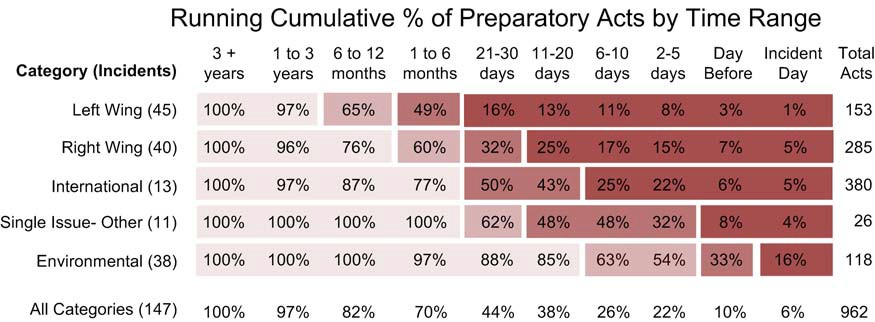 Running Cumulative % of Preparatory Acts by Time Range
Category (Incidents) 3 + years 1 to 3 years 6 to 12 months 1 to 6 months 21-30 days 11-20 days 6-10 days 2-5 days Day Before Incident Day Total Acts
Left Wing (45) 100% 97% 65% 49% 16% 13% 11% 8% 3% 1% 153
Right Wing (40) 100% 96% 76% 60% 32% 25% 17% 15% 7% 5% 285
International (13) 100% 97% 87% 77% 50% 43% 25% 22% 6% 5% 380
Single Issue- Other (11) 100% 100% 100% 100% 62% 48% 48% 32% 8% 4% 26
Environmental (38) 100% 100% 100% 97% 88% 85% 63% 54% 33% 16% 118
All Categories (147) 100% 97% 82% 70% 44% 38% 26% 22% 10% 6% 962